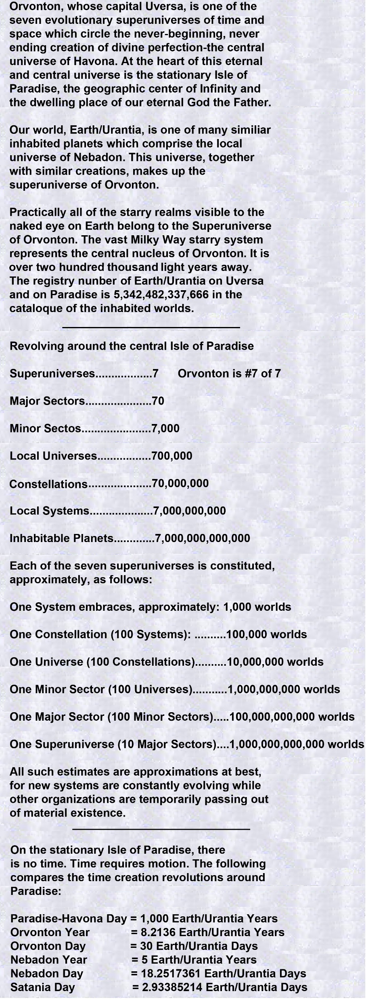 Orvonton, whose capital Uversa, is one of the
seven evolutionary superuniverses of time and
space which circle the never-beginning, never
ending creation of divine perfection-the central
universe of Havona. At the heart of this eternal
and central universe is the stationary Isle of
Paradise, the geographic center of Infinity and
the dwelling place of our eternal God the Father.
Our world, Earth/Urantia, is one of many similiar
inhabited planets which comprise the local
universe of Nebadon. This universe, together
with similar creations, makes up the
superuniverse of Orvonton.
Practically all of the starry realms visible to the
naked eye on Earth belong to the Superuniverse
of Orvonton. The vast Milky Way starry system
represents the central nucleus of Orvonton. It is
over two hundred thousand light years away.
The registry nunber of Earth/Urantia on Uversa
and on Paradise is 5,342,482,337,666 in the
cataloque of the inhabited worlds.
Revolving around the central Isle of Paradise
Superuniverses..................7 Orvonton is #7 of 7
Major Sectors.....................70
Minor Sectos......................7,000
Local Universes.................700,000
Constellations....................70,000,000
Local Systems....................7,000,000,000
Inhabitable Planets.............7,000,000,000,000
Each of the seven superuniverses is constituted,
approximately, as follows:
One System embraces, approximately: 1,000 worlds
One Constellation (100 Systems): ..........100,000 worlds
One Universe (100 Constellations)..........10,000,000 worlds
One Minor Sector (100 Universes)...........1,000,000,000 worlds
One Major Sector (100 Minor Sectors).....100,000,000,000 worlds
One Superuniverse (10 Major Sectors)....1,000,000,000,000 worlds
All such estimates are approximations at best,
for new systems are constantly evolving while
other organizations are temporarily passing out
of material existence.
On the stationary Isle of Paradise, there
is no time. Time requires motion. The following
compares the time creation revolutions around
Paradise:
Paradise-Havona Day = 1,000 Earth/Urantia Years
Orvonton Year = 8.2136 Earth/Urantia Years
Orvonton Day = 30 Earth/Urantia Days
Nebadon Year = 5 Earth/Urantia Years
Nebadon Day = 18.2517361 Earth/Urantia Days
Satania Day = 2.93385214 Earth/Urantia Days